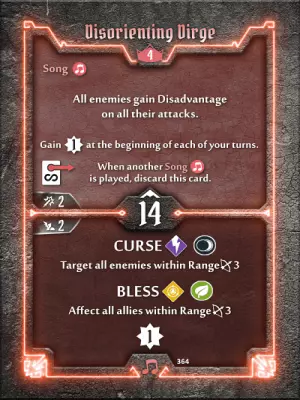 Disorienting Dirge
4
Song
All enemies gain Disadvantage
on all their attacks.
Gain 1 at the beginning of each of your turns.
When another Song
is played, discard this card.
2
14
2
CURSE
Target all enemies within Range 3
BLESS
Affect all allies within Range 3
1
364